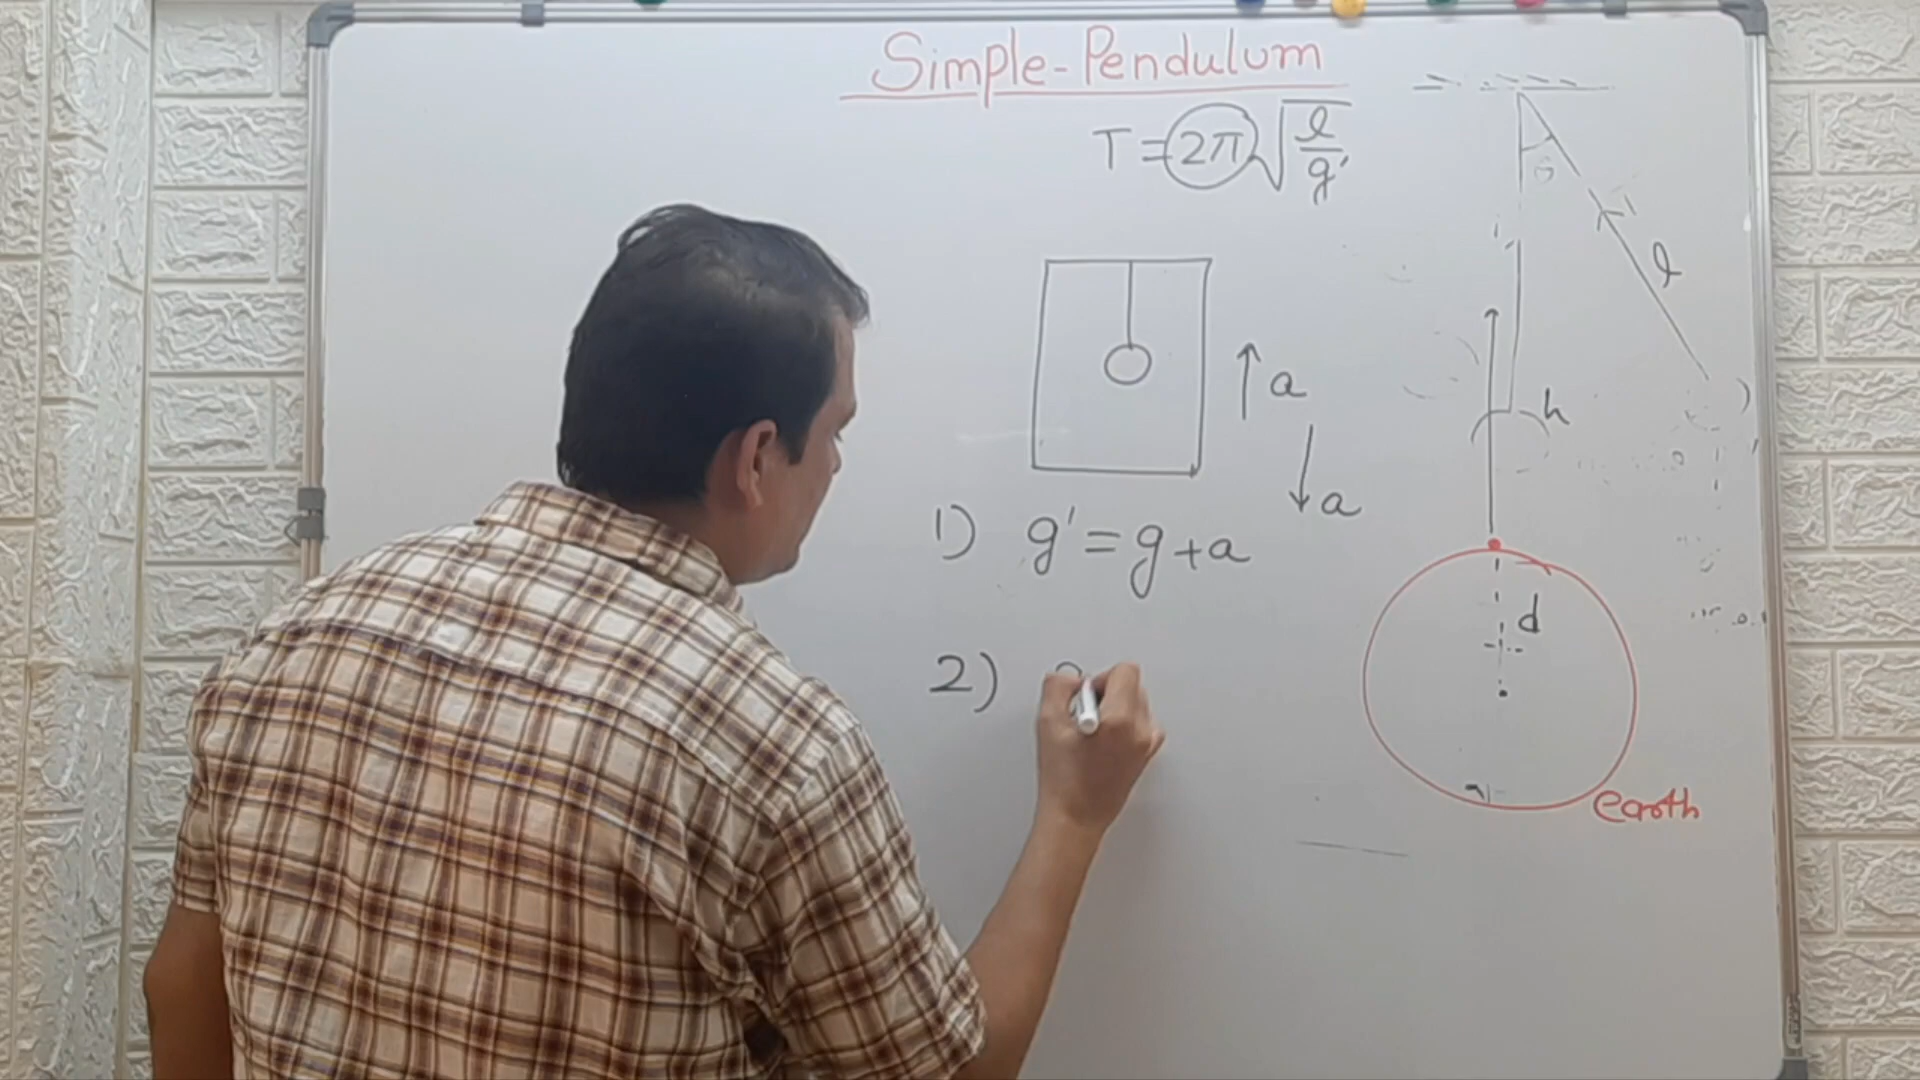 Simple-Pendulum
T = 2π√(l/g')
θ
l
a
a
h
1) g' = g + a
d
2)
earth